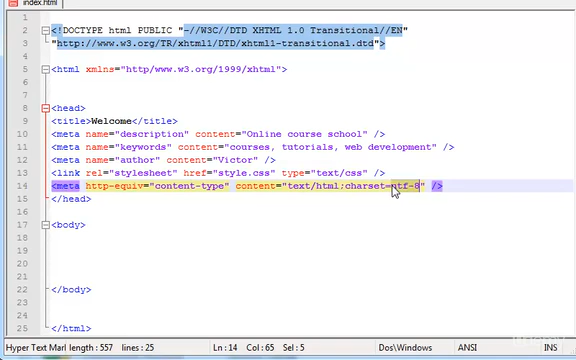 index.html
1
2 <!DOCTYPE html PUBLIC "-//W3C//DTD XHTML 1.0 Transitional//EN"
3 "http://www.w3.org/TR/xhtml1/DTD/xhtml1-transitional.dtd">
4
5 <html xmlns="http/www.w3.org/1999/xhtml">
6
7
8 <head>
9 <title>Welcome</title>
10 <meta name="description" content="Online course school" />
11 <meta name="keywords" content="courses, tutorials, web development" />
12 <meta name="author" content="Victor" />
13 <link rel="stylesheet" href="style.css" type="text/css" />
14 <meta http-equiv="content-type" content="text/html;charset=utf-8" />
15 </head>
16
17 <body>
18
19
20
21
22 </body>
23
24
25 </html>
Hyper Text Marl length : 557 lines : 25 Ln : 14 Col : 65 Sel : 5 Dos\Windows ANSI INS